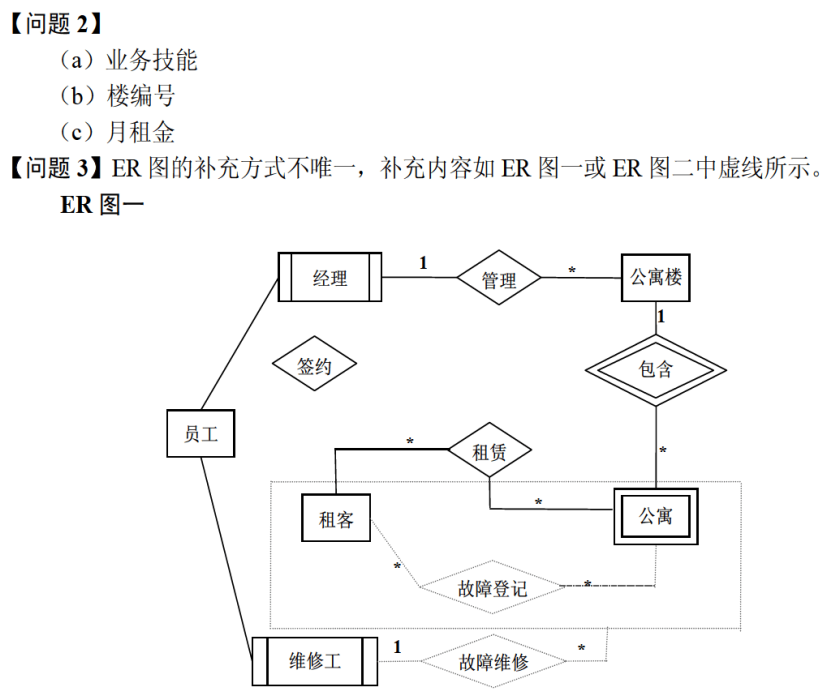 【问题 2】
（a）业务技能
（b）楼编号
（c）月租金
【问题 3】ER 图的补充方式不唯一，补充内容如 ER 图一或 ER 图二中虚线所示。
ER 图一
经理
1
管理
*
公寓楼
1
签约
包含
员工
*
租赁
*
*
租客
公寓
*
故障登记
*
维修工
1
故障维修
*